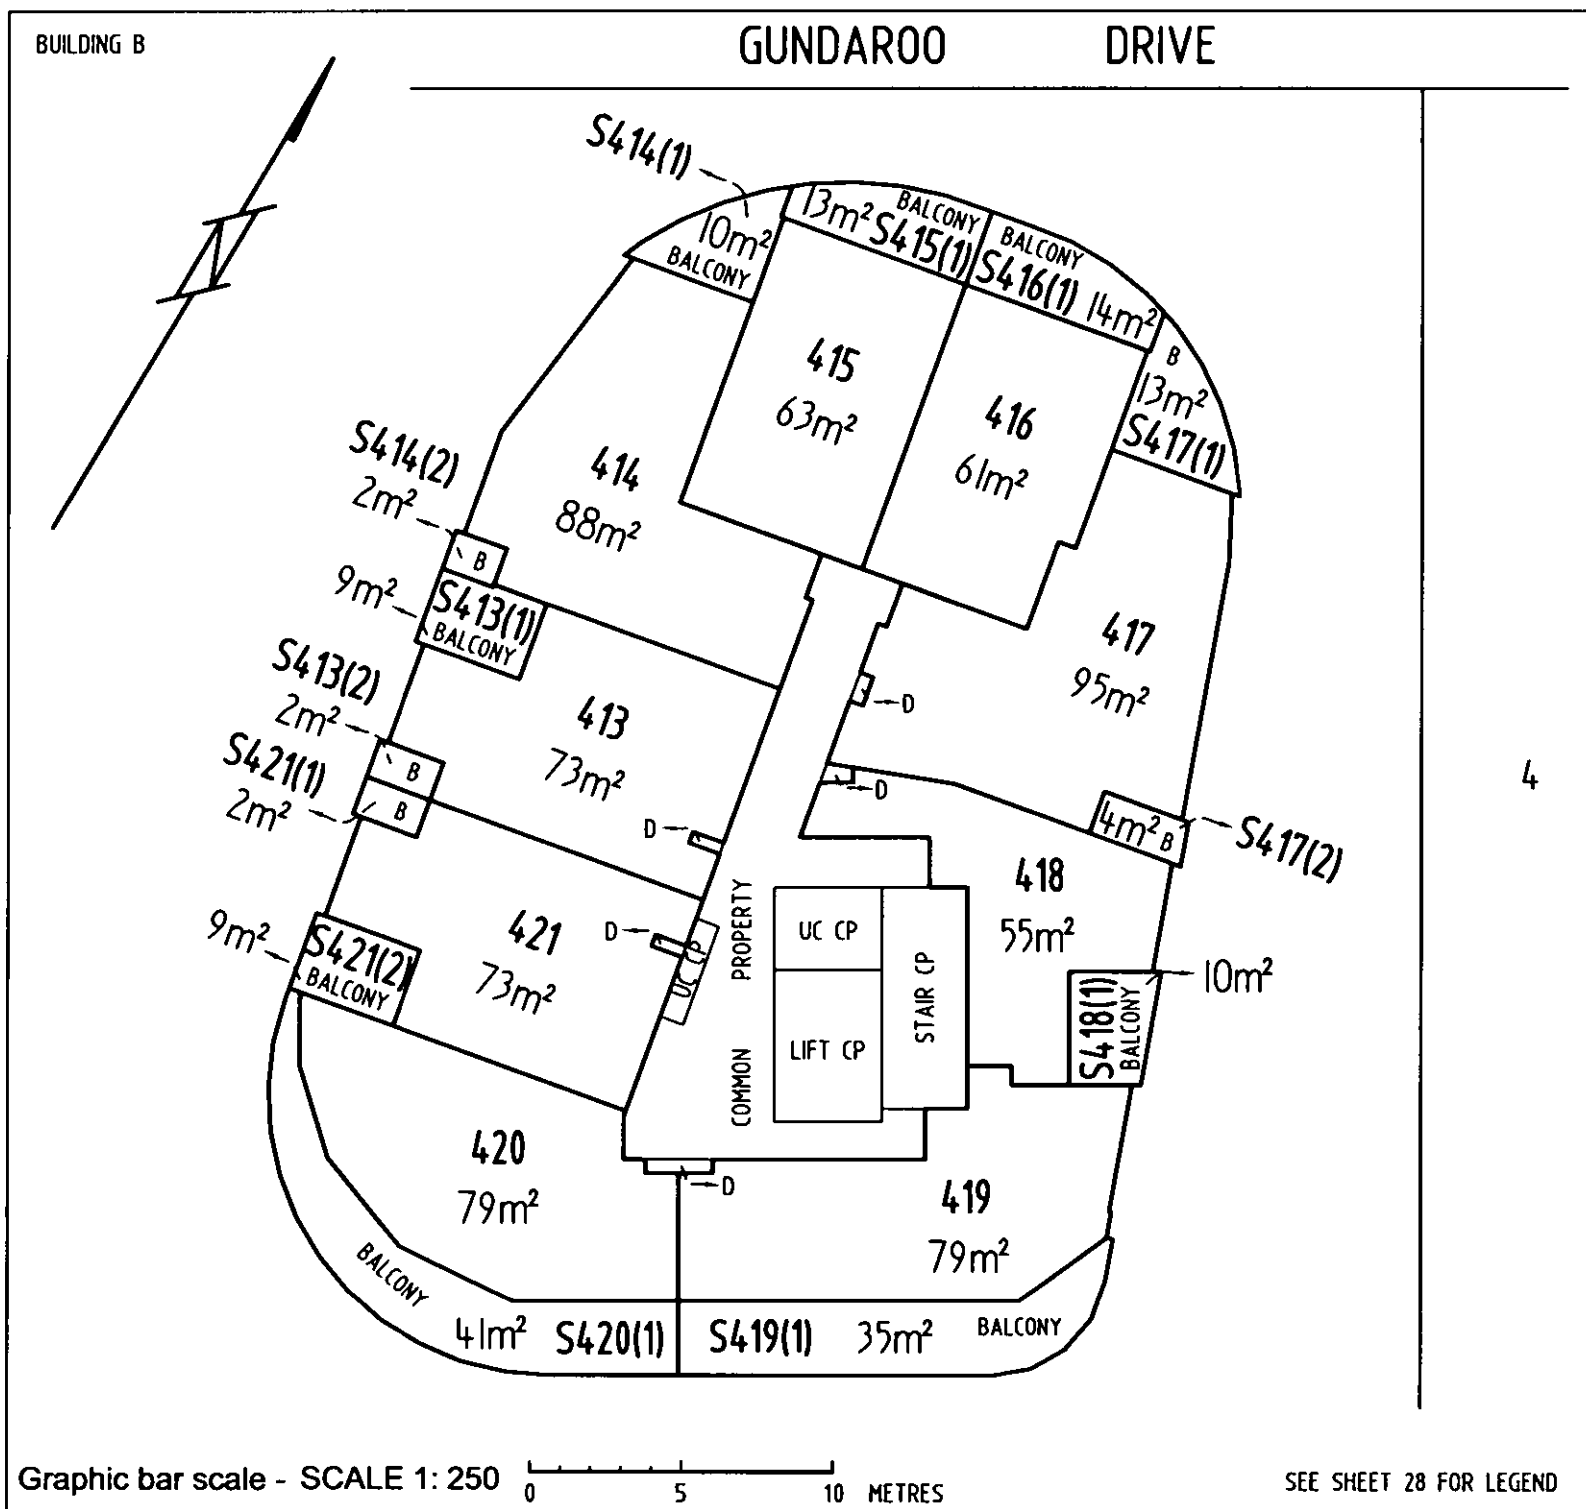 BUILDING B
GUNDAROO DRIVE
S414(1)
10m²
BALCONY
13m²
BALCONY
S415(1)
BALCONY
S416(1)
14m²
B
13m²
S417(1)
415
63m²
416
61m²
414
88m²
S414(2)
2m²
B
9m²
S413(1)
BALCONY
417
95m²
S413(2)
2m²
B
413
73m²
D
D
S421(1)
2m²
B
D
4
4m² B
S417(2)
418
55m²
421
73m²
D
UC CP
COMMON PROPERTY
UC CP
LIFT CP
STAIR CP
9m²
S421(2)
BALCONY
10m²
S418(1)
BALCONY
420
79m²
D
419
79m²
BALCONY
41m²
S420(1)
S419(1)
35m²
BALCONY
Graphic bar scale - SCALE 1: 250
0 5 10 METRES
SEE SHEET 28 FOR LEGEND